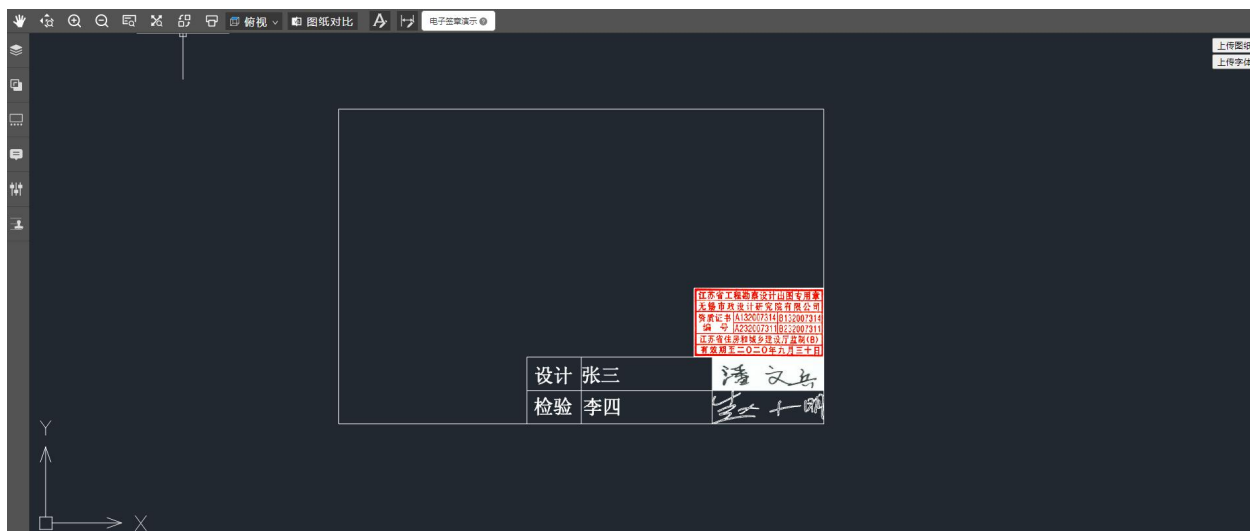 俯视 图纸对比 电子签章演示
上传图纸
上传字体
江苏省工程勘察设计出图专用章
无锡市政设计研究院有限公司
资质证书 A132007314 B132007314
编号 A232007311 B232007311
江苏省住房和城乡建设厅监制(B)
有效期至二〇二〇年九月三十日
设计 张三 潘文兵
检验 李四
Y
X